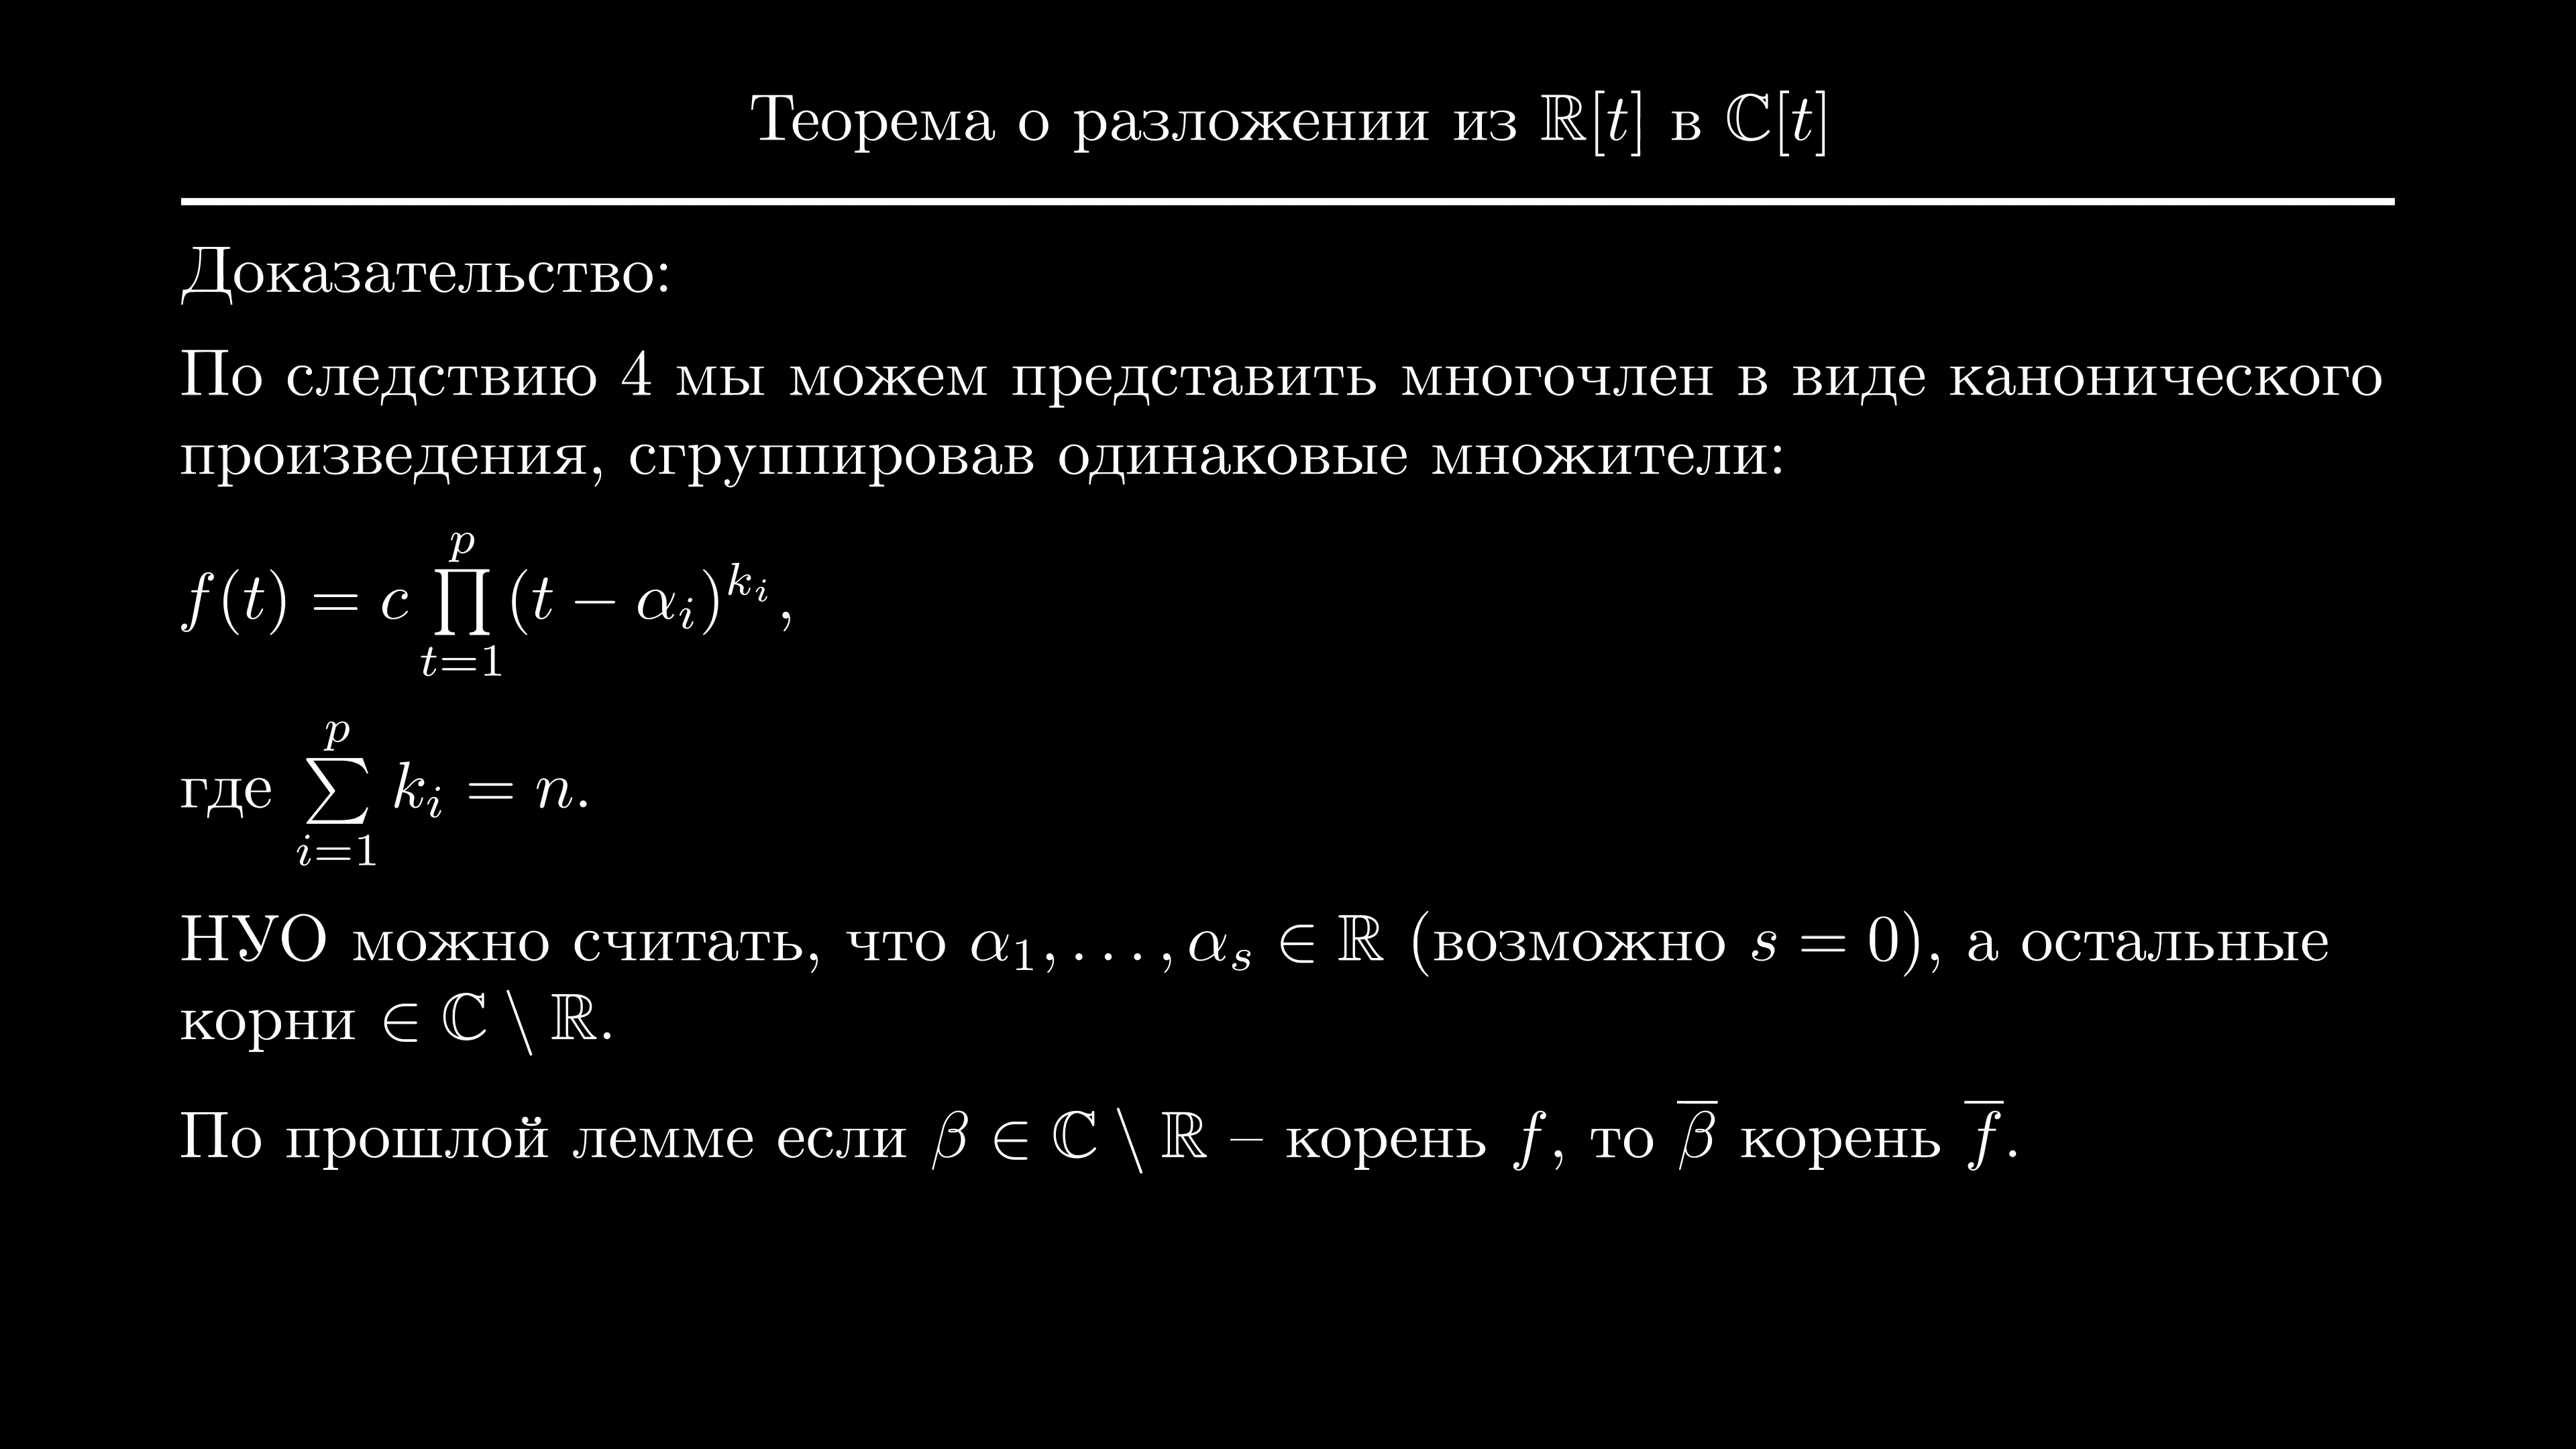 Теорема о разложении из ℝ[t] в ℂ[t]
Доказательство:
По следствию 4 мы можем представить многочлен в виде канонического
произведения, сгруппировав одинаковые множители:
f(t) = c ∏_{t=1}^{p} (t − α_i)^{k_i},
где ∑_{i=1}^{p} k_i = n.
НУО можно считать, что α_1, . . . , α_s ∈ ℝ (возможно s = 0), а остальные
корни ∈ ℂ \ ℝ.
По прошлой лемме если β ∈ ℂ \ ℝ – корень f, то β̅ корень f̅.